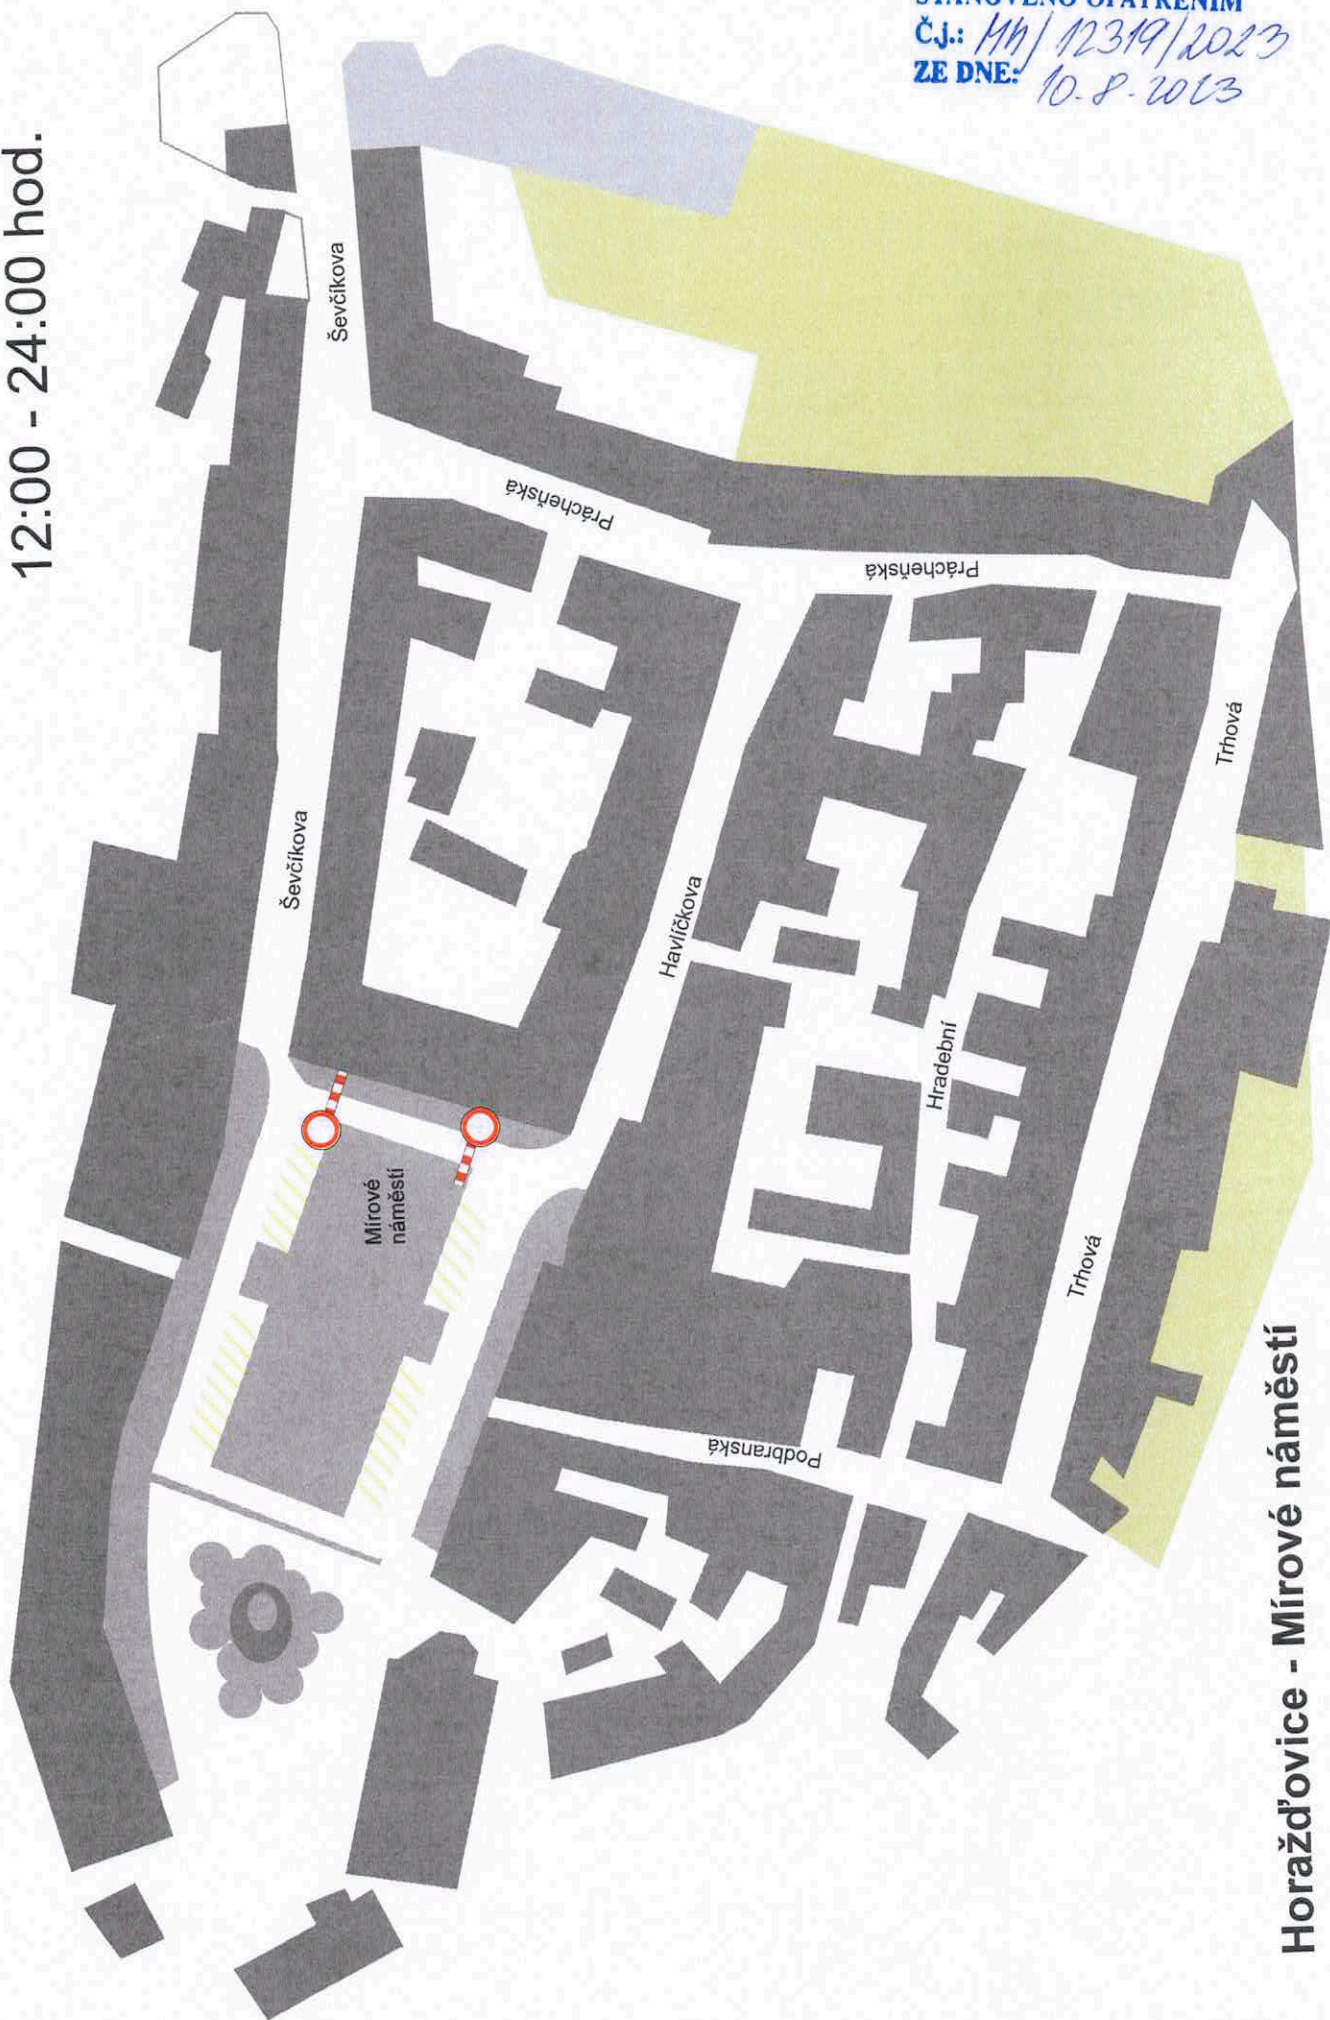 STANOVENO OPATŘENÍM
Č.j.: MH/12319/2023
ZE DNE: 10.8.2023
12:00 - 24:00 hod.
Ševčíkova
Ševčíkova
Prácheňská
Prácheňská
Havlíčkova
Hradební
Trhová
Trhová
Podbranská
Mírové
náměstí
Horažďovice - Mírové náměstí